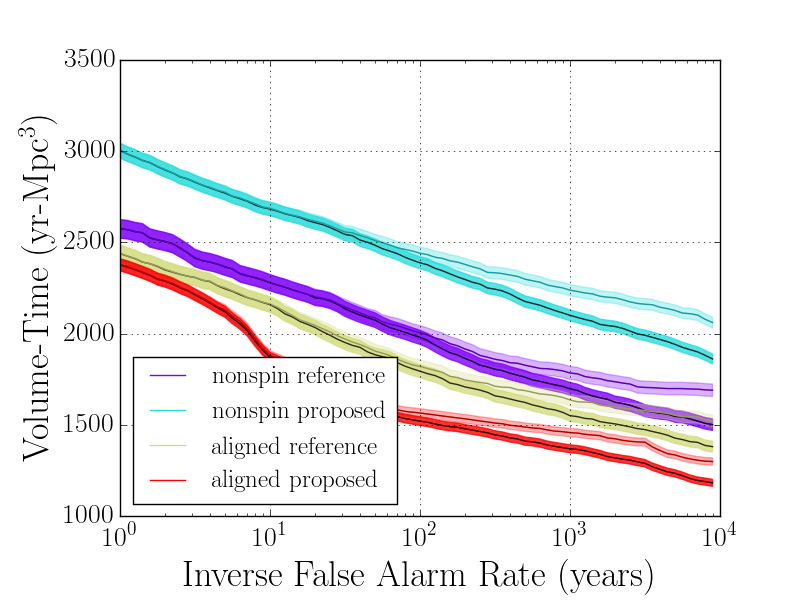 3500
3000
2500
2000
1500
1000
Volume-Time (yr-Mpc³)
nonspin reference
nonspin proposed
aligned reference
aligned proposed
10⁰ 10¹ 10² 10³ 10⁴
Inverse False Alarm Rate (years)